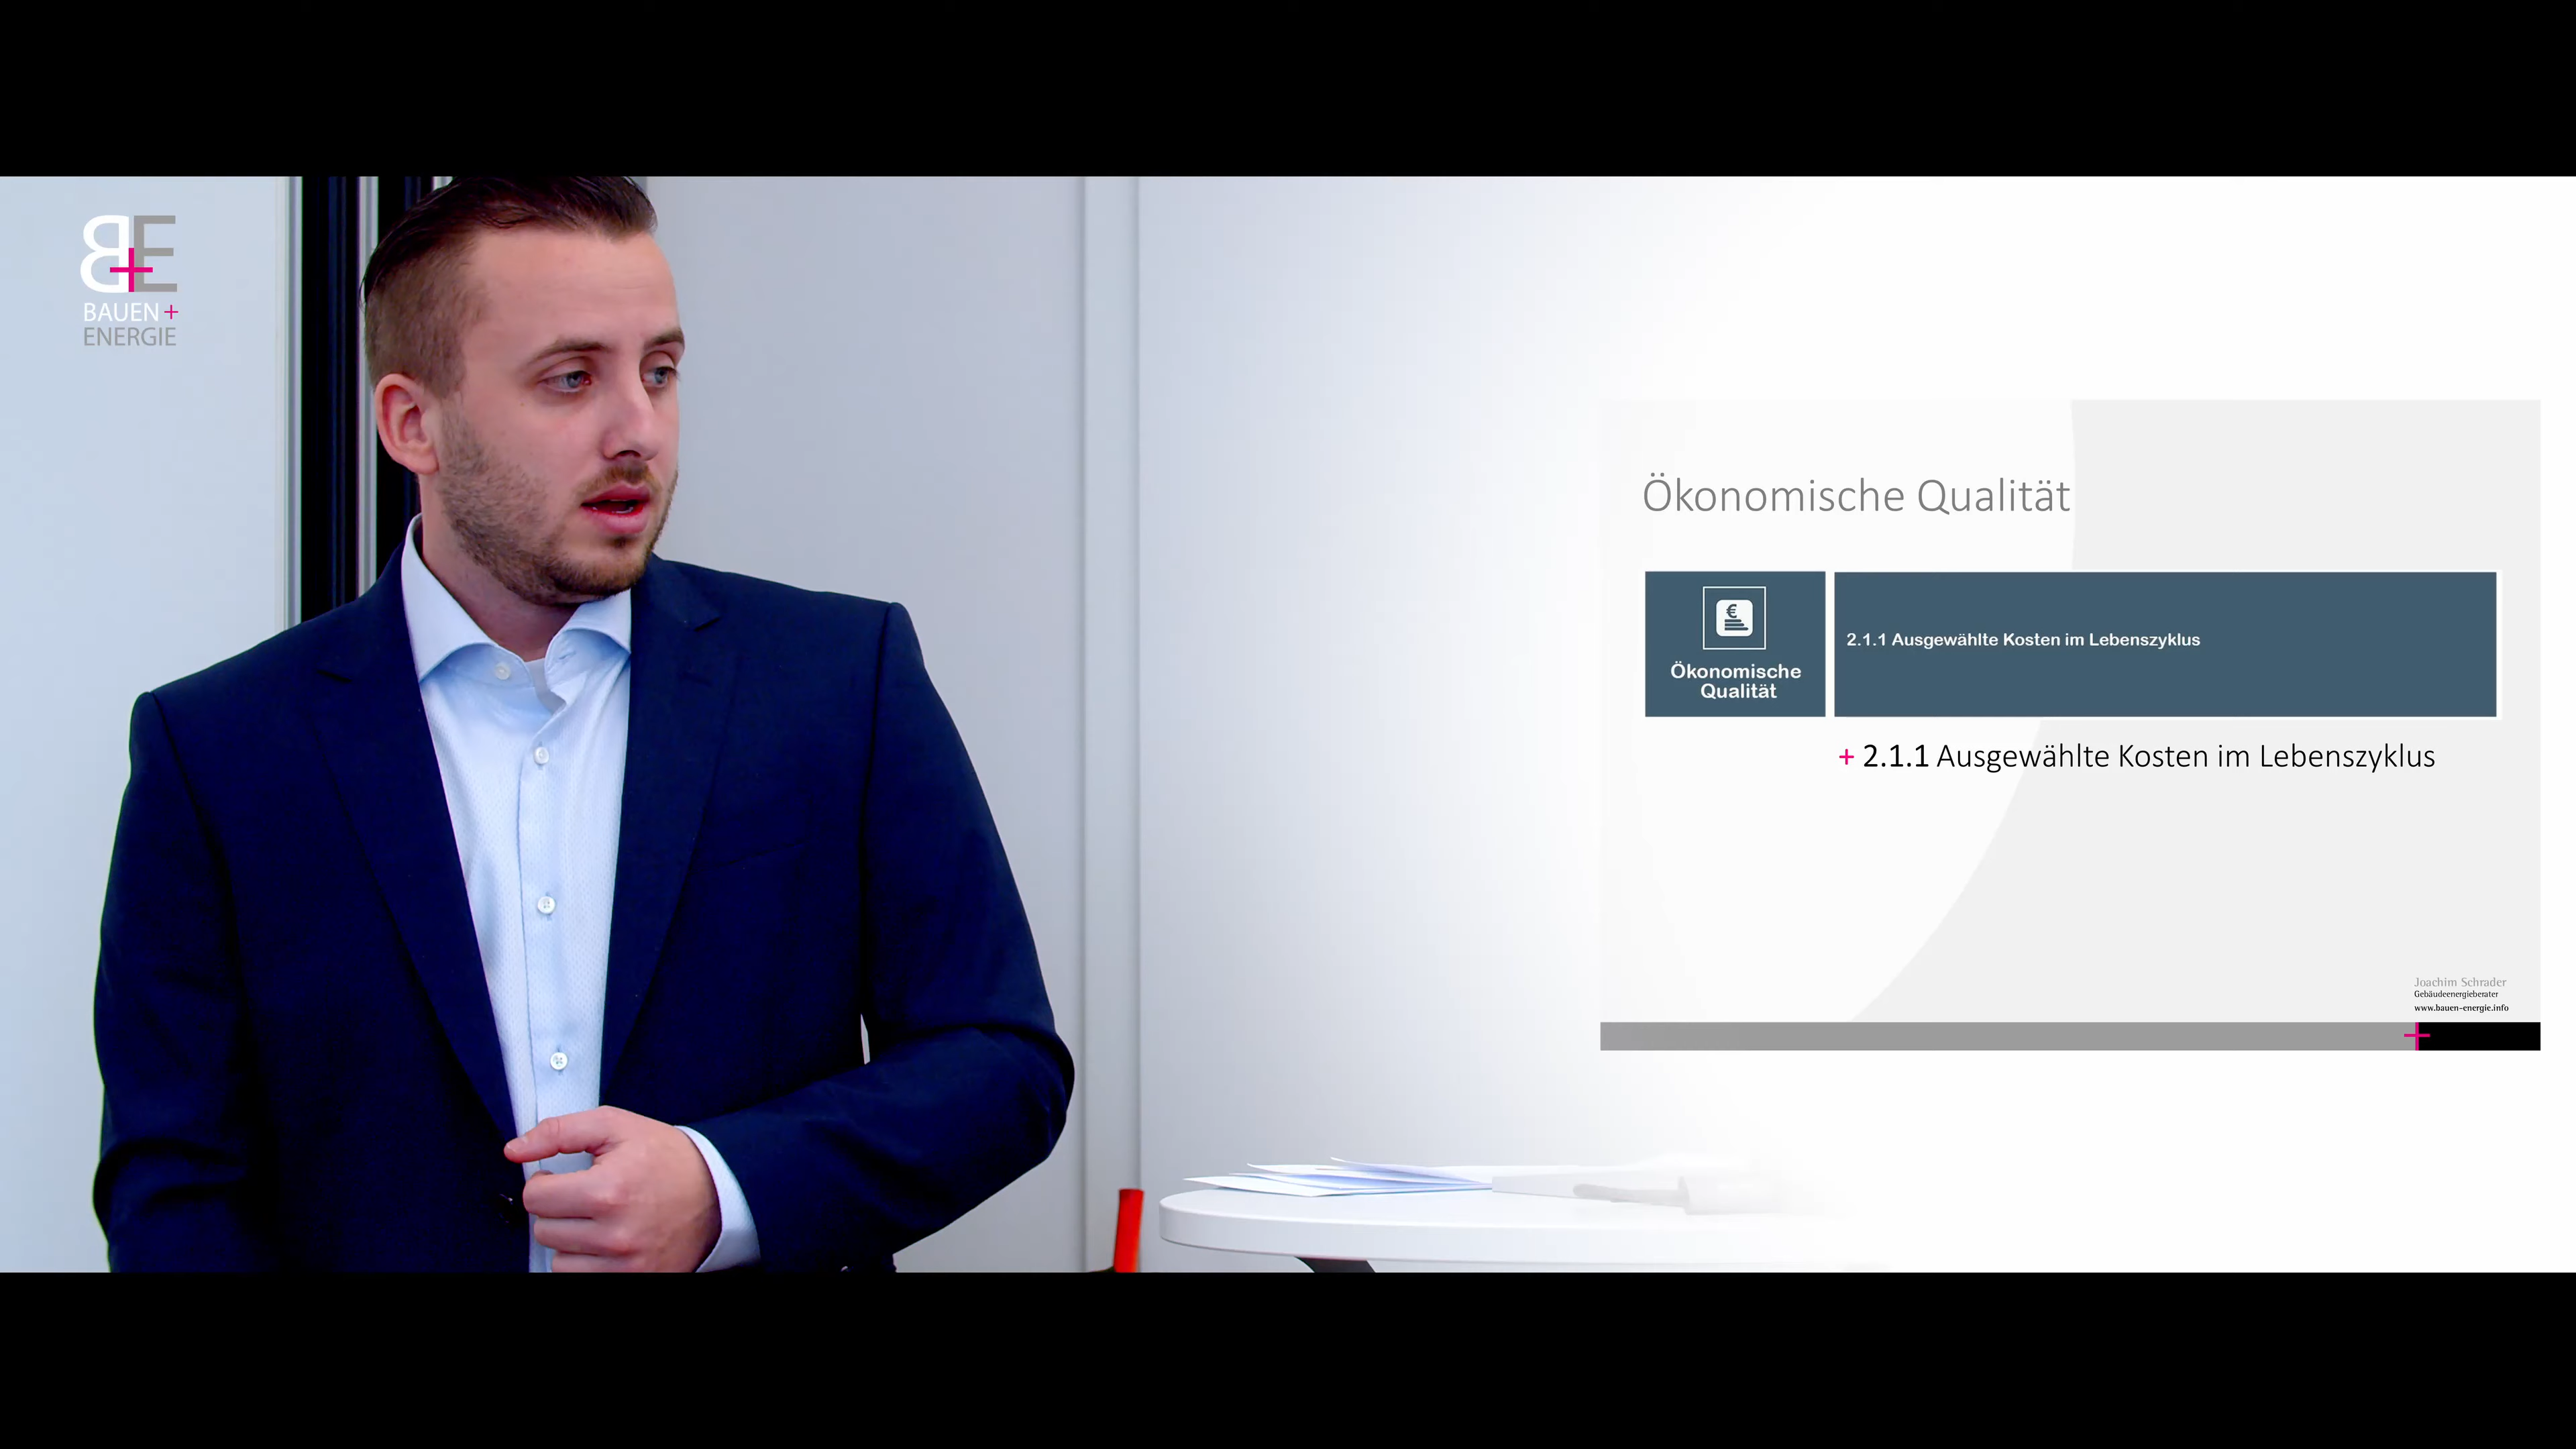 BE
BAUEN +
ENERGIE
Ökonomische Qualität
€
Ökonomische
Qualität
2.1.1 Ausgewählte Kosten im Lebenszyklus
+ 2.1.1 Ausgewählte Kosten im Lebenszyklus
Joachim Schrader
Gebäudeenergieberater
www.bauen-energie.info